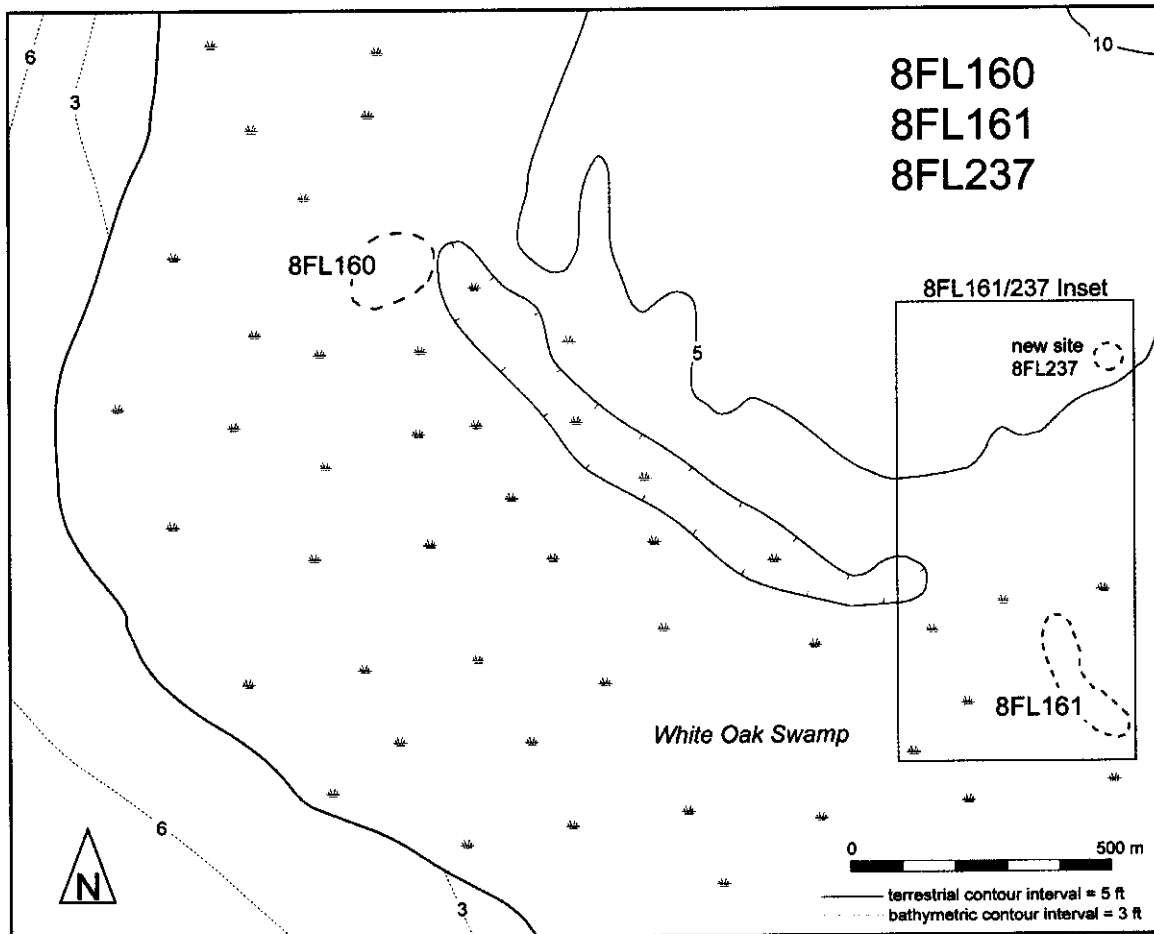 6
3
10
8FL160
8FL161
8FL237
8FL160
8FL161/237 Inset
new site
8FL237
5
8FL161
White Oak Swamp
6
3
N
0 500 m
terrestrial contour interval = 5 ft
bathymetric contour interval = 3 ft